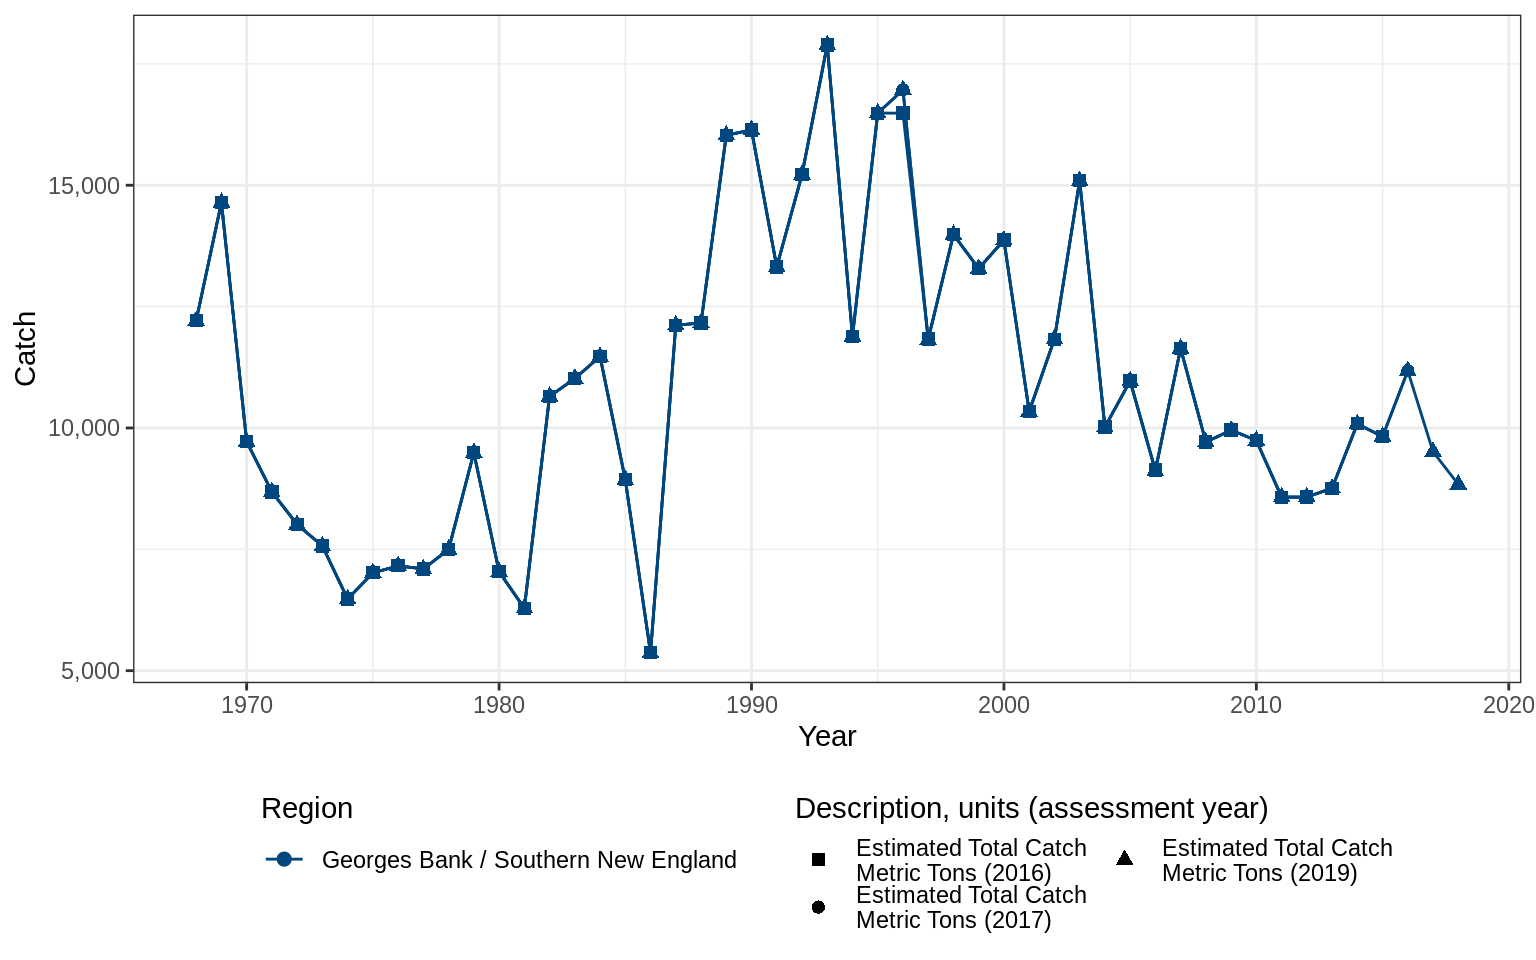 Catch
15,000
10,000
5,000
1970
1980
1990
2000
2010
2020
Year
Region
Georges Bank / Southern New England
Description, units (assessment year)
Estimated Total Catch
Metric Tons (2016)
Estimated Total Catch
Metric Tons (2017)
Estimated Total Catch
Metric Tons (2019)